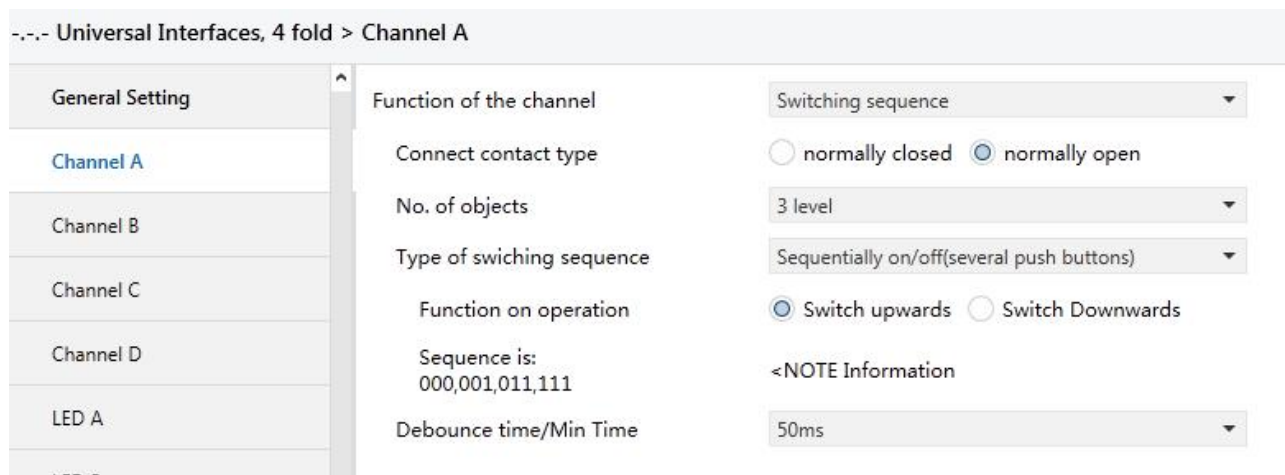 -.-.- Universal Interfaces, 4 fold > Channel A
General Setting
Channel A
Channel B
Channel C
Channel D
LED A
Function of the channel Switching sequence
Connect contact type normally closed normally open
No. of objects 3 level
Type of swiching sequence Sequentially on/off(several push buttons)
Function on operation Switch upwards Switch Downwards
Sequence is:
000,001,011,111 <NOTE Information
Debounce time/Min Time 50ms